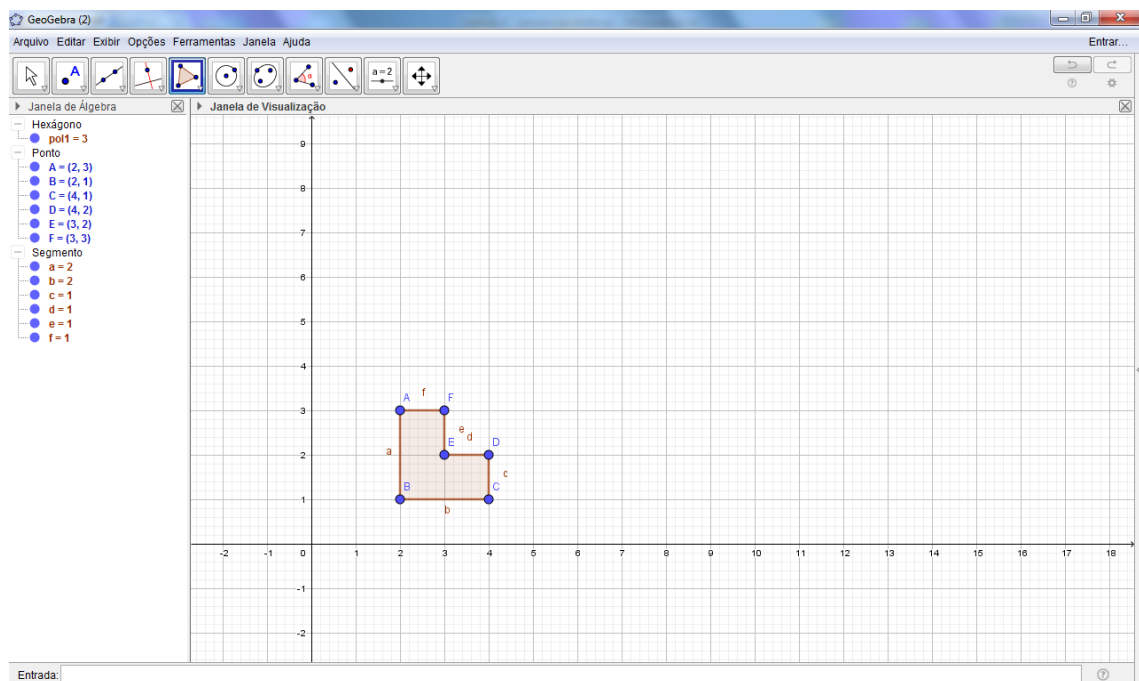 GeoGebra (2)
Arquivo Editar Exibir Opções Ferramentas Janela Ajuda Entrar...
A α a=2
Janela de Álgebra
Janela de Visualização
Hexágono
pol1 = 3
Ponto
A = (2, 3)
B = (2, 1)
C = (4, 1)
D = (4, 2)
E = (3, 2)
F = (3, 3)
Segmento
a = 2
b = 2
c = 1
d = 1
e = 1
f = 1
9
8
7
6
5
4
3
2
1
A f F
e d
a E D
c
B C
b
-2 -1 0 1 2 3 4 5 6 7 8 9 10 11 12 13 14 15 16 17 18
-1
-2
Entrada: